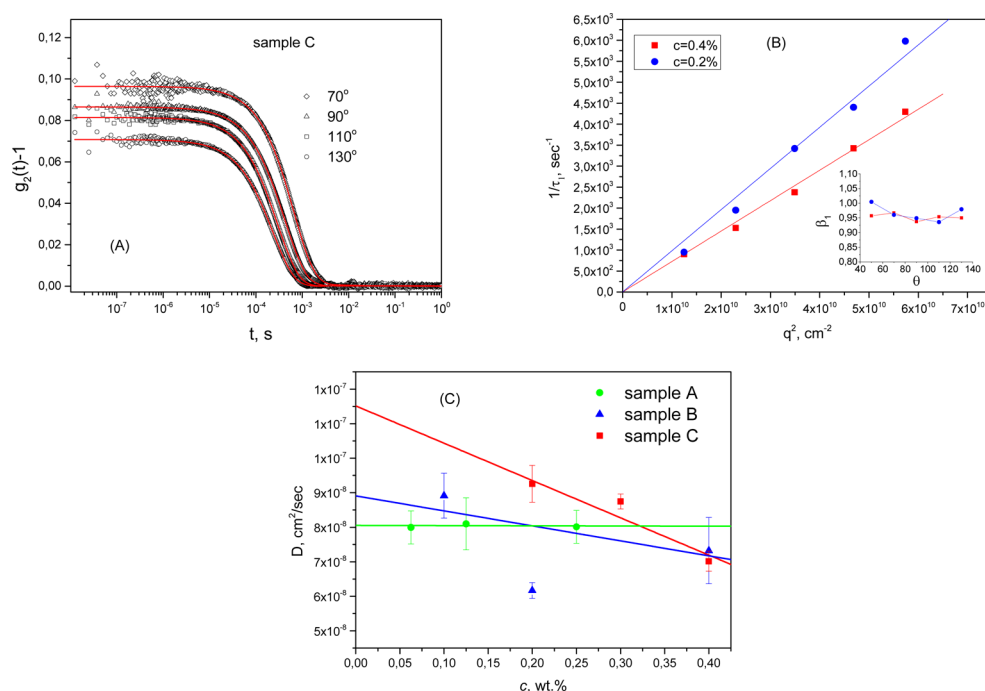 0,12
0,10
0,08
0,06
0,04
0,02
0,00
g₂(t)-1
sample C
70°
90°
110°
130°
(A)
10⁻⁷
10⁻⁶
10⁻⁵
10⁻⁴
10⁻³
10⁻²
10⁻¹
10⁰
t, s
6,5x10³
6,0x10³
5,5x10³
5,0x10³
4,5x10³
4,0x10³
3,5x10³
3,0x10³
2,5x10³
2,0x10³
1,5x10³
1,0x10³
5,0x10²
0,0
1/τ₁, sec⁻¹
c=0.4%
c=0.2%
(B)
1,10
1,05
1,00
0,95
0,90
0,85
0,80
β₁
40 60 80 100 120 140
θ
0
1x10¹⁰
2x10¹⁰
3x10¹⁰
4x10¹⁰
5x10¹⁰
6x10¹⁰
7x10¹⁰
q², cm⁻²
1x10⁻⁷
1x10⁻⁷
9x10⁻⁸
8x10⁻⁸
7x10⁻⁸
6x10⁻⁸
5x10⁻⁸
D, cm²/sec
(C)
sample A
sample B
sample C
0,00 0,05 0,10 0,15 0,20 0,25 0,30 0,35 0,40
c, wt.%